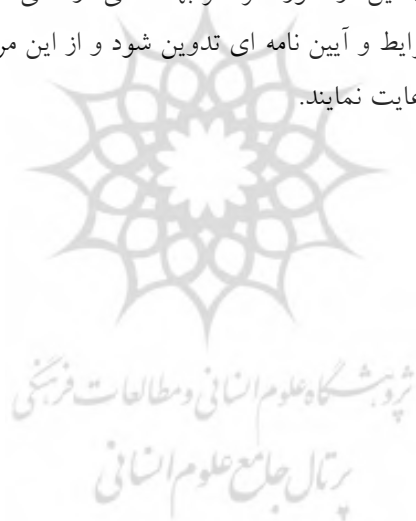 رایط و آیین نامه ای تدوین شود و از این مر
عایت نمایند.
پژوهشگاه علوم انسانی و مطالعات فرهنگی
پرتال جامع علوم انسانی